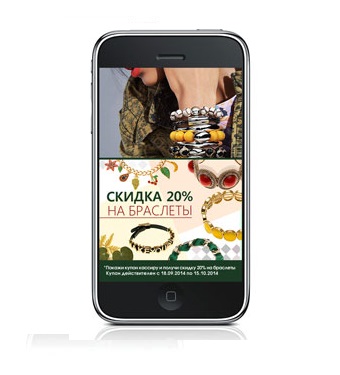 СКИДКА 20%
НА БРАСЛЕТЫ
*Покажи купон кассиру и получи скидку 20% на браслеты
Купон действителен с 18.09 2014 по 15.10.2014